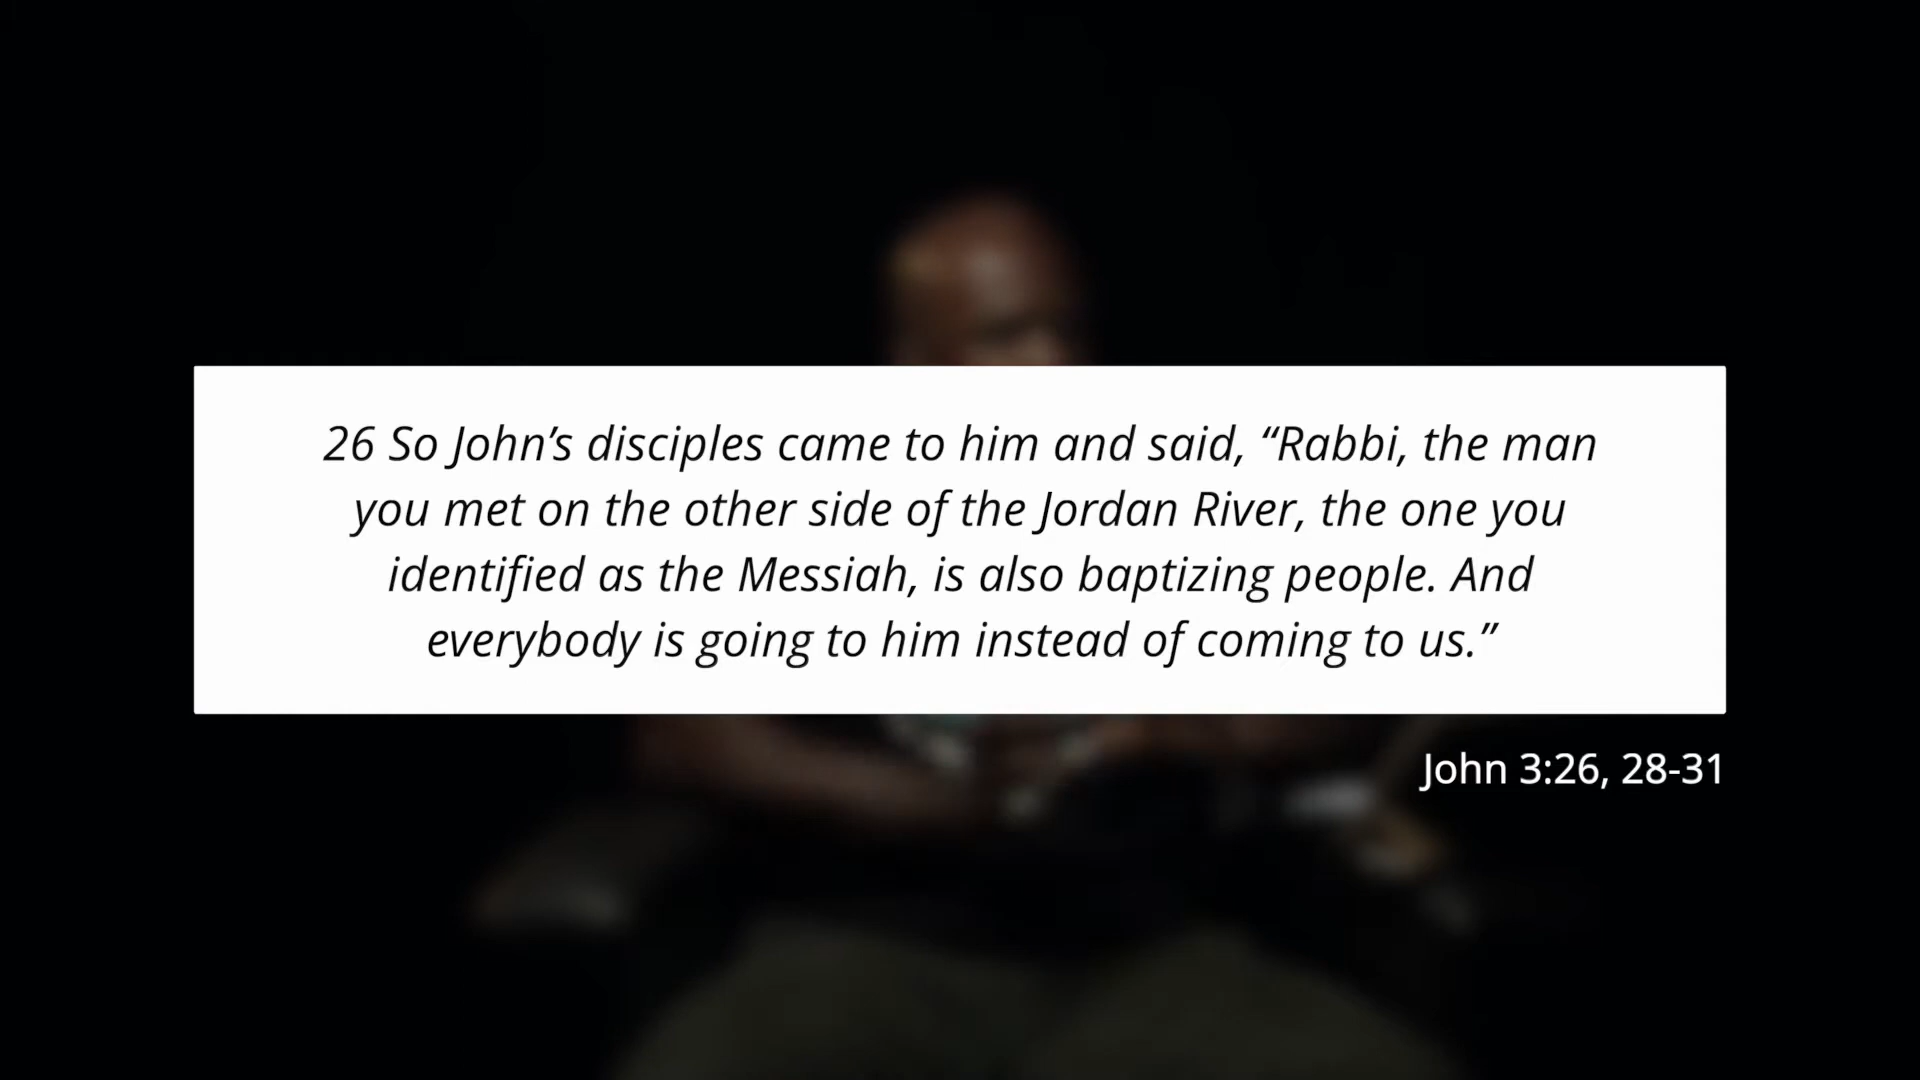 26 So John’s disciples came to him and said, “Rabbi, the man
you met on the other side of the Jordan River, the one you
identified as the Messiah, is also baptizing people. And
everybody is going to him instead of coming to us.”
John 3:26, 28-31